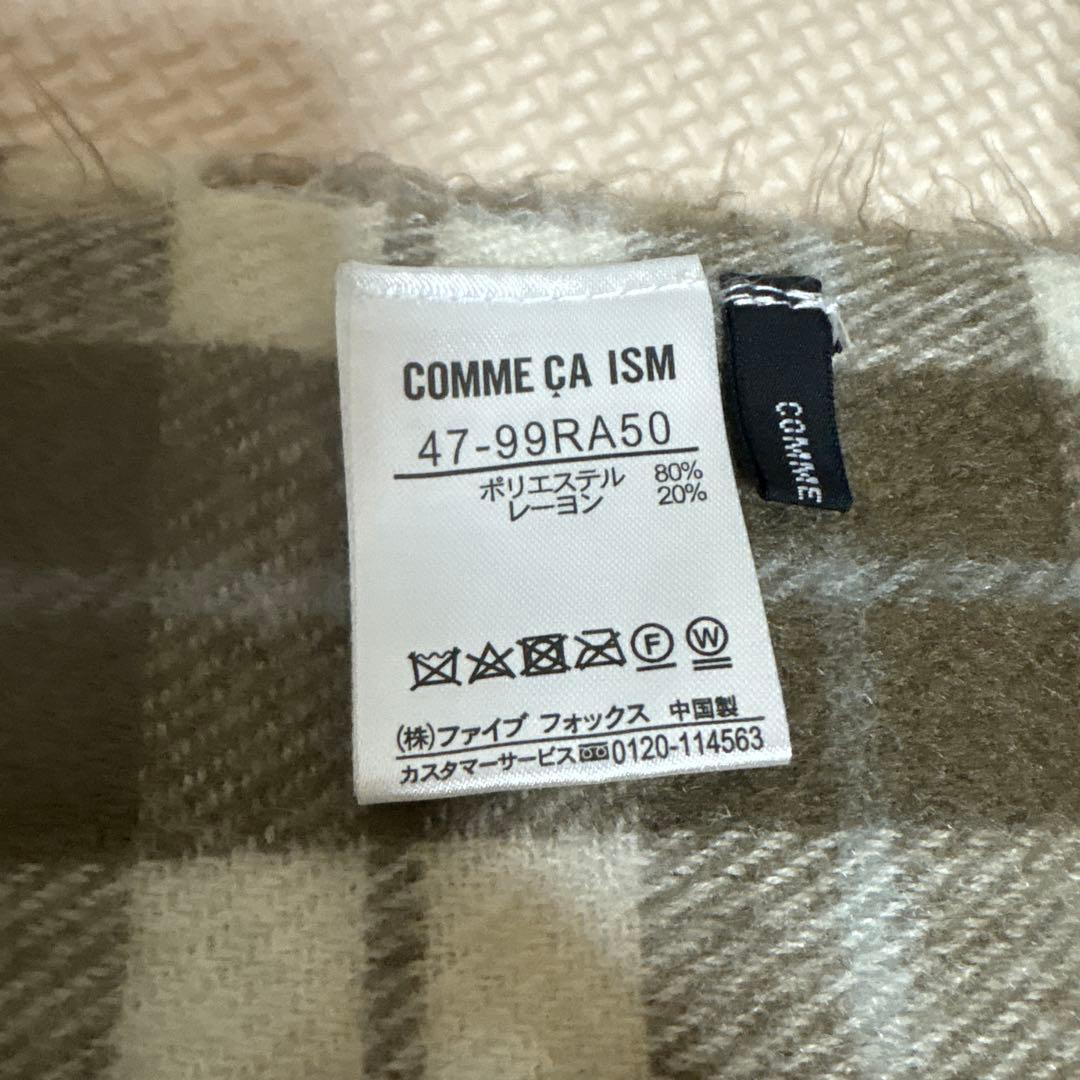 COMME ÇA ISM
47-99RA50
ポリエステル 80%
レーヨン 20%
F W
(株)ファイブ フォックス 中国製
カスタマーサービス 0120-114563
COMME